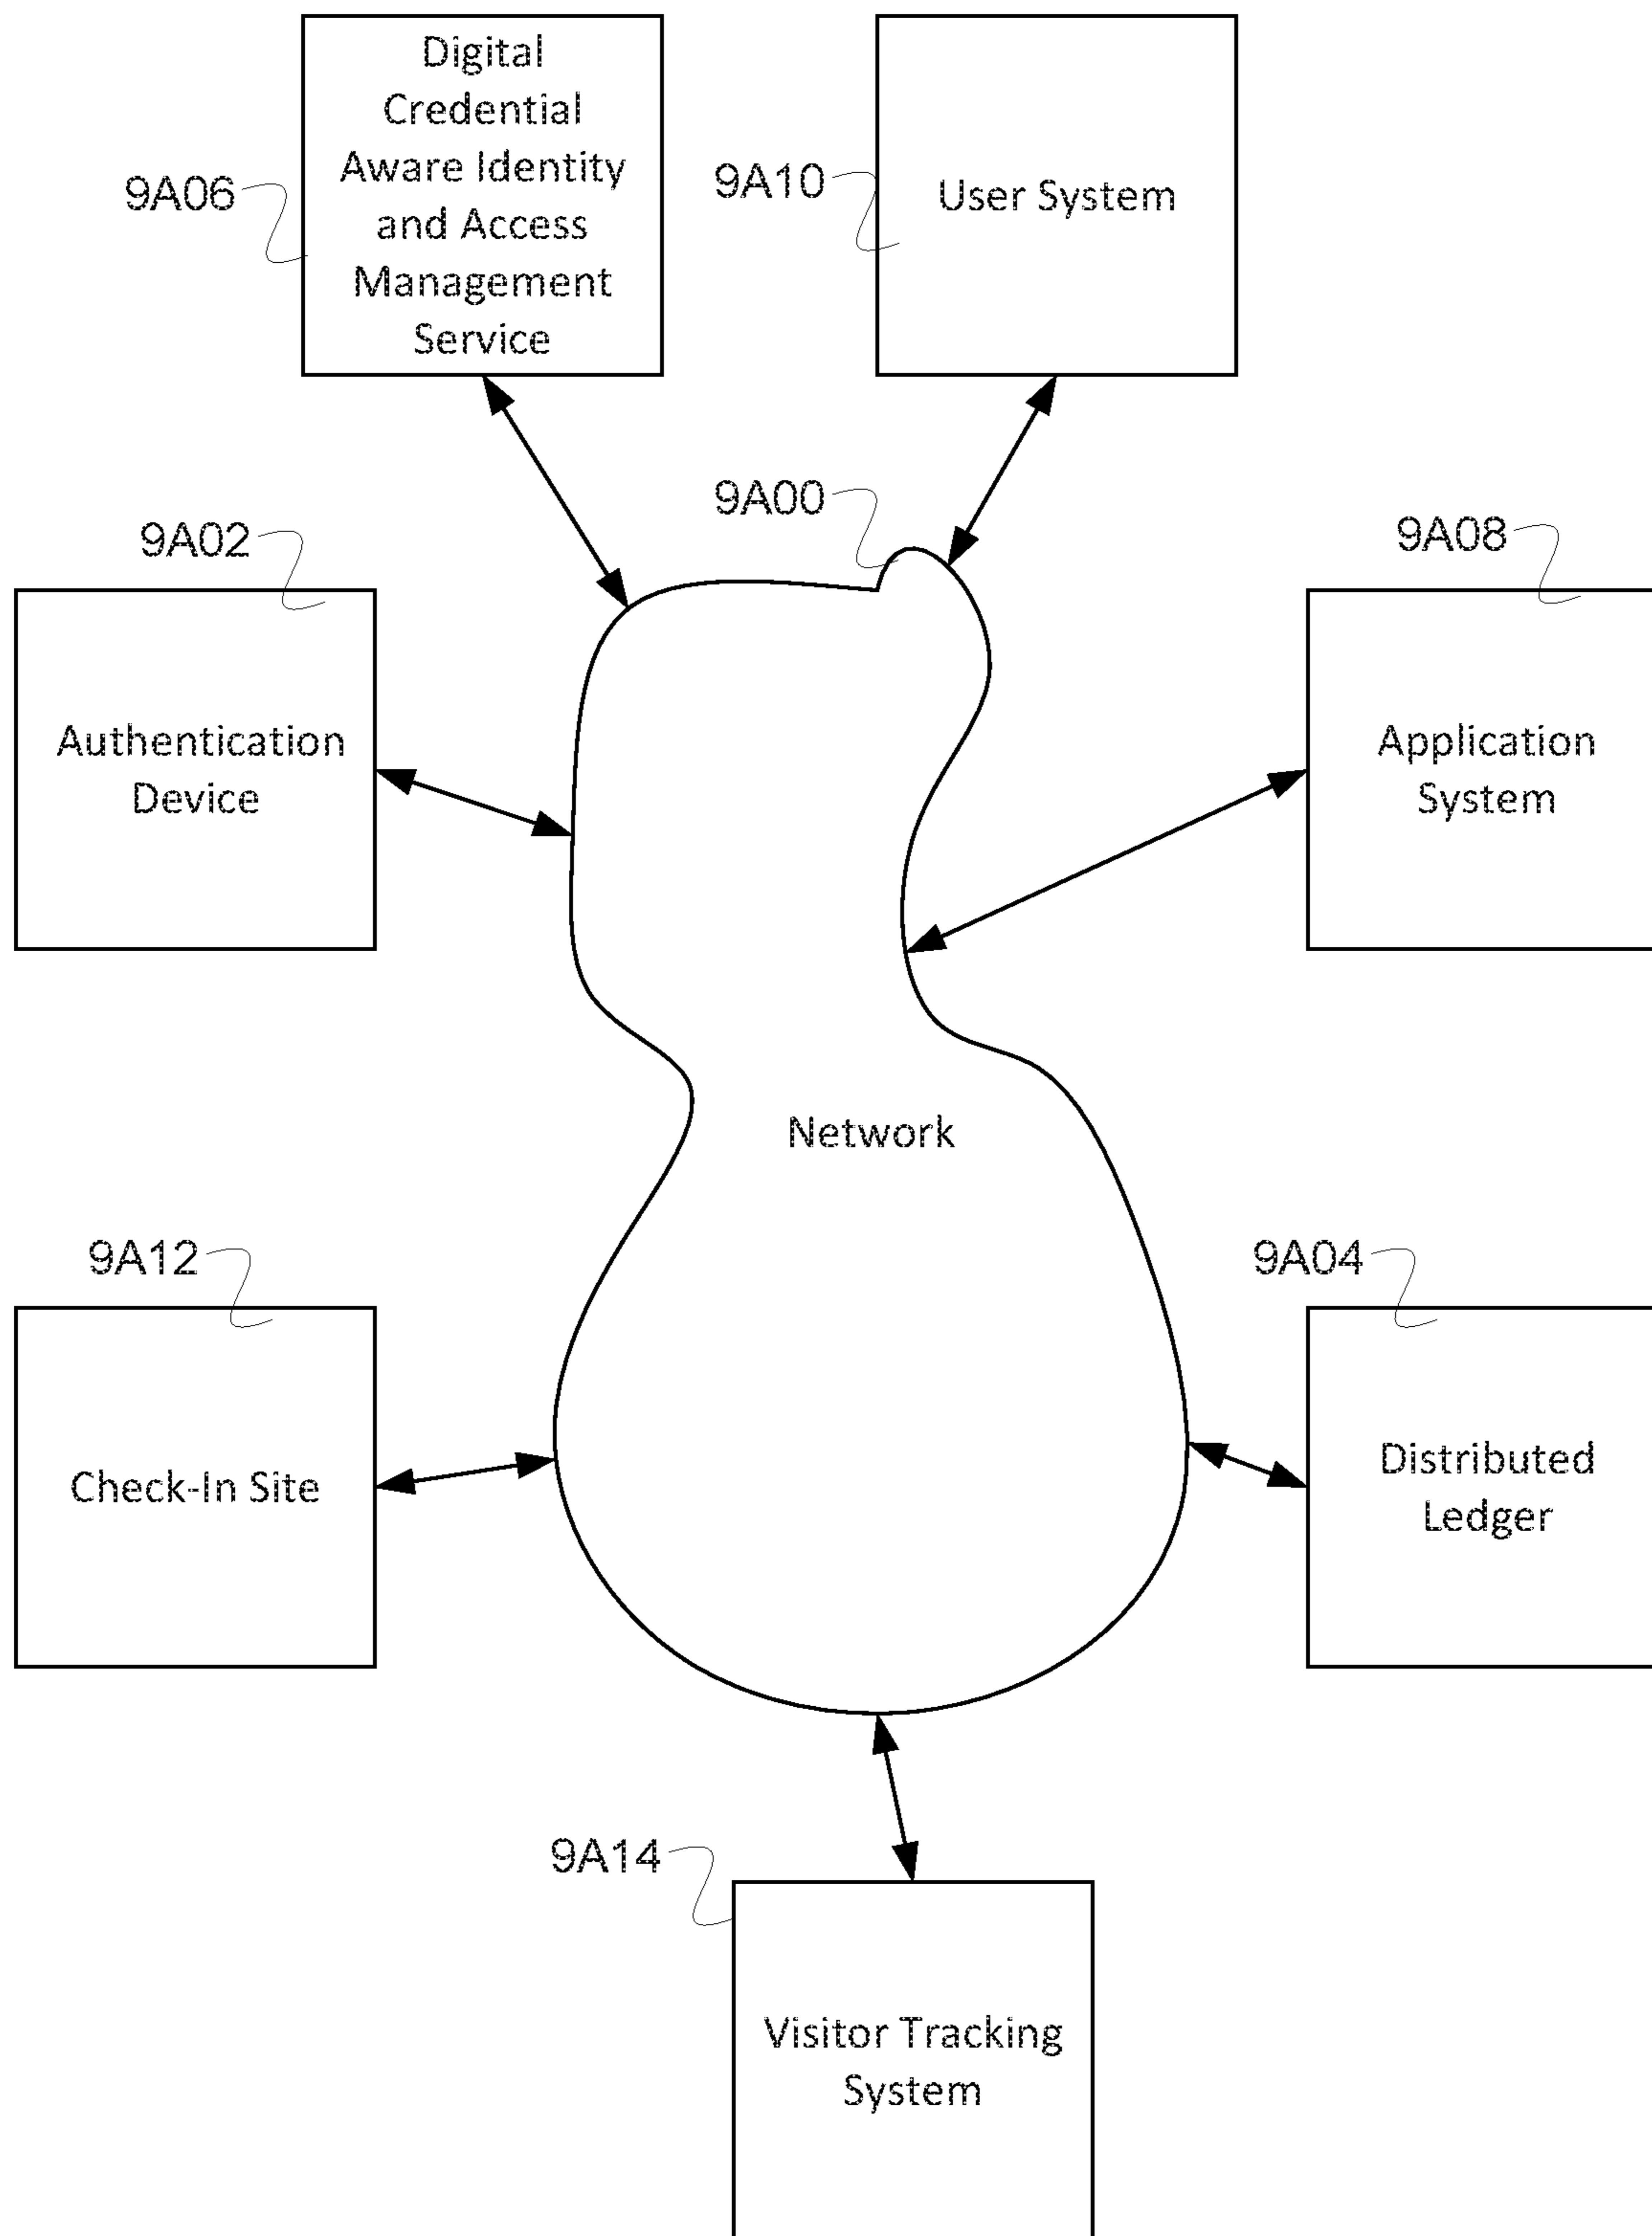 Digital
Credential
Aware Identity
and Access
Management
Service
9A06
9A10
User System
9A00
9A02
9A08
Authentication
Device
Application
System
Network
9A12
9A04
Check-In Site
Distributed
Ledger
9A14
Visitor Tracking
System